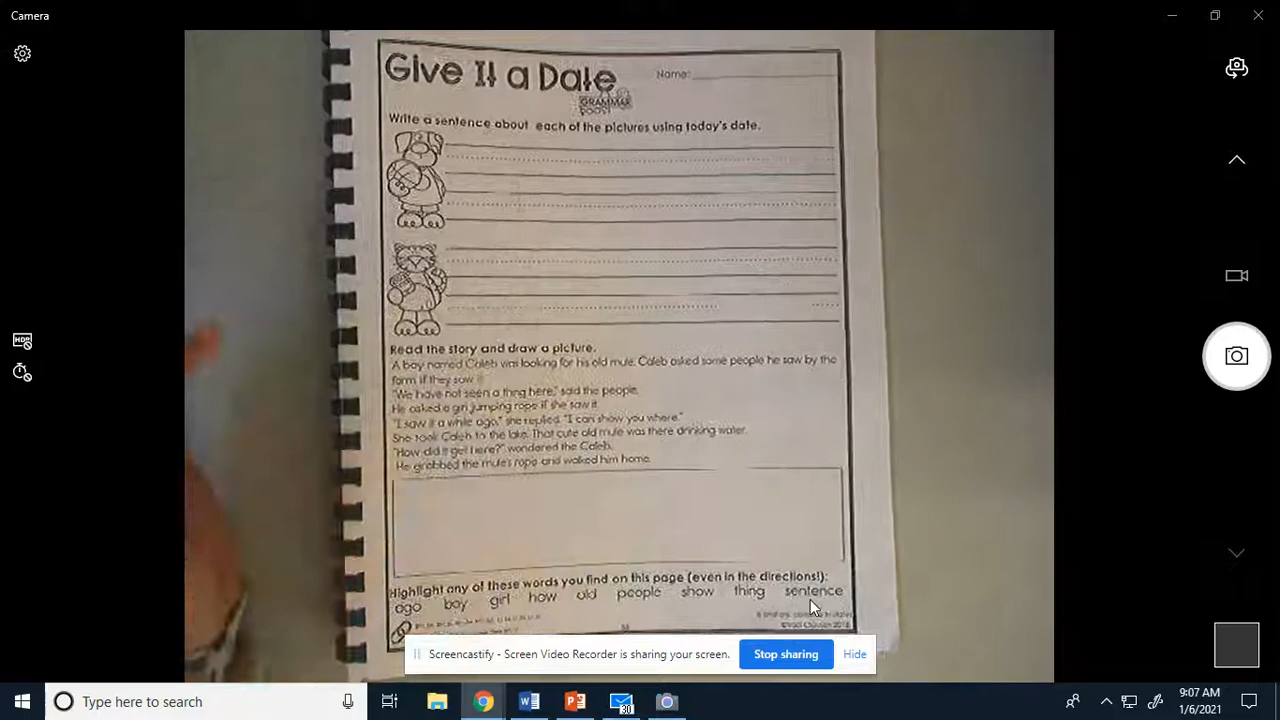 Camera
Give It a Date
Name:
GRAMMAR
BOOST
Write a sentence about each of the pictures using today's date.
Read the story and draw a picture.
A boy named Caleb was looking for his old mule. Caleb asked some people he saw by the
farm if they saw it.
"We have not seen a thing here," said the people.
He asked a girl jumping rope if she saw it.
"I saw it a while ago," she replied. "I can show you where."
She took Caleb to the lake. That cute old mule was there drinking water.
"How did it get here?" wondered the Caleb.
He grabbed the mule's rope and walked him home.
Highlight any of these words you find on this page (even in the directions!):
ago boy girl how old people show thing sentence
Screencastify - Screen Video Recorder is sharing your screen.
Stop sharing
Hide
Type here to search
30
9:07 AM
1/6/2021